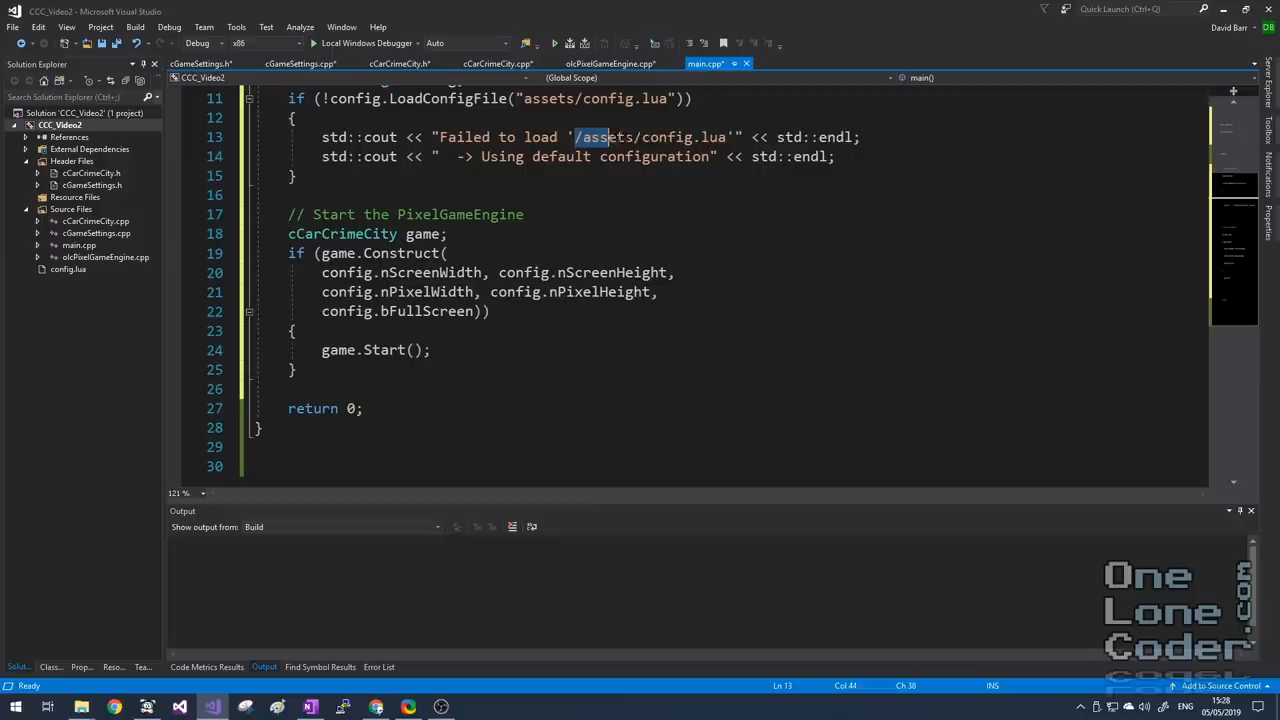 CCC_Video2 - Microsoft Visual Studio
Quick Launch (Ctrl+Q)
File Edit View Project Build Debug Team Tools Test Analyze Window Help
David Barr DB
Debug x86 Local Windows Debugger Auto
Solution Explorer
cGameSettings.h* cGameSettings.cpp* cCarCrimeCity.h* cCarCrimeCity.cpp* olcPixelGameEngine.cpp* main.cpp*
CCC_Video2 (Global Scope) main()
Search Solution Explorer (Ctrl+;)
Solution 'CCC_Video2' (1 project)
CCC_Video2
References
External Dependencies
Header Files
cCarCrimeCity.h
cGameSettings.h
Resource Files
Source Files
cCarCrimeCity.cpp
cGameSettings.cpp
main.cpp
olcPixelGameEngine.cpp
config.lua
11 if (!config.LoadConfigFile("assets/config.lua"))
12 {
13 std::cout << "Failed to load '/assets/config.lua'" << std::endl;
14 std::cout << "  -> Using default configuration" << std::endl;
15 }
16
17 // Start the PixelGameEngine
18 cCarCrimeCity game;
19 if (game.Construct(
20 config.nScreenWidth, config.nScreenHeight,
21 config.nPixelWidth, config.nPixelHeight,
22 config.bFullScreen))
23 {
24 game.Start();
25 }
26
27 return 0;
28 }
29
30
121 %
Server Explorer
Toolbox
Notifications
Properties
Output
Show output from: Build
One
Lone
Coder
.com
Solut... Class... Prop... Reso... Tea...
Code Metrics Results Output Find Symbol Results Error List
Ready Ln 13 Col 44 Ch 38 INS Add to Source Control
ENG 15:28
05/05/2019